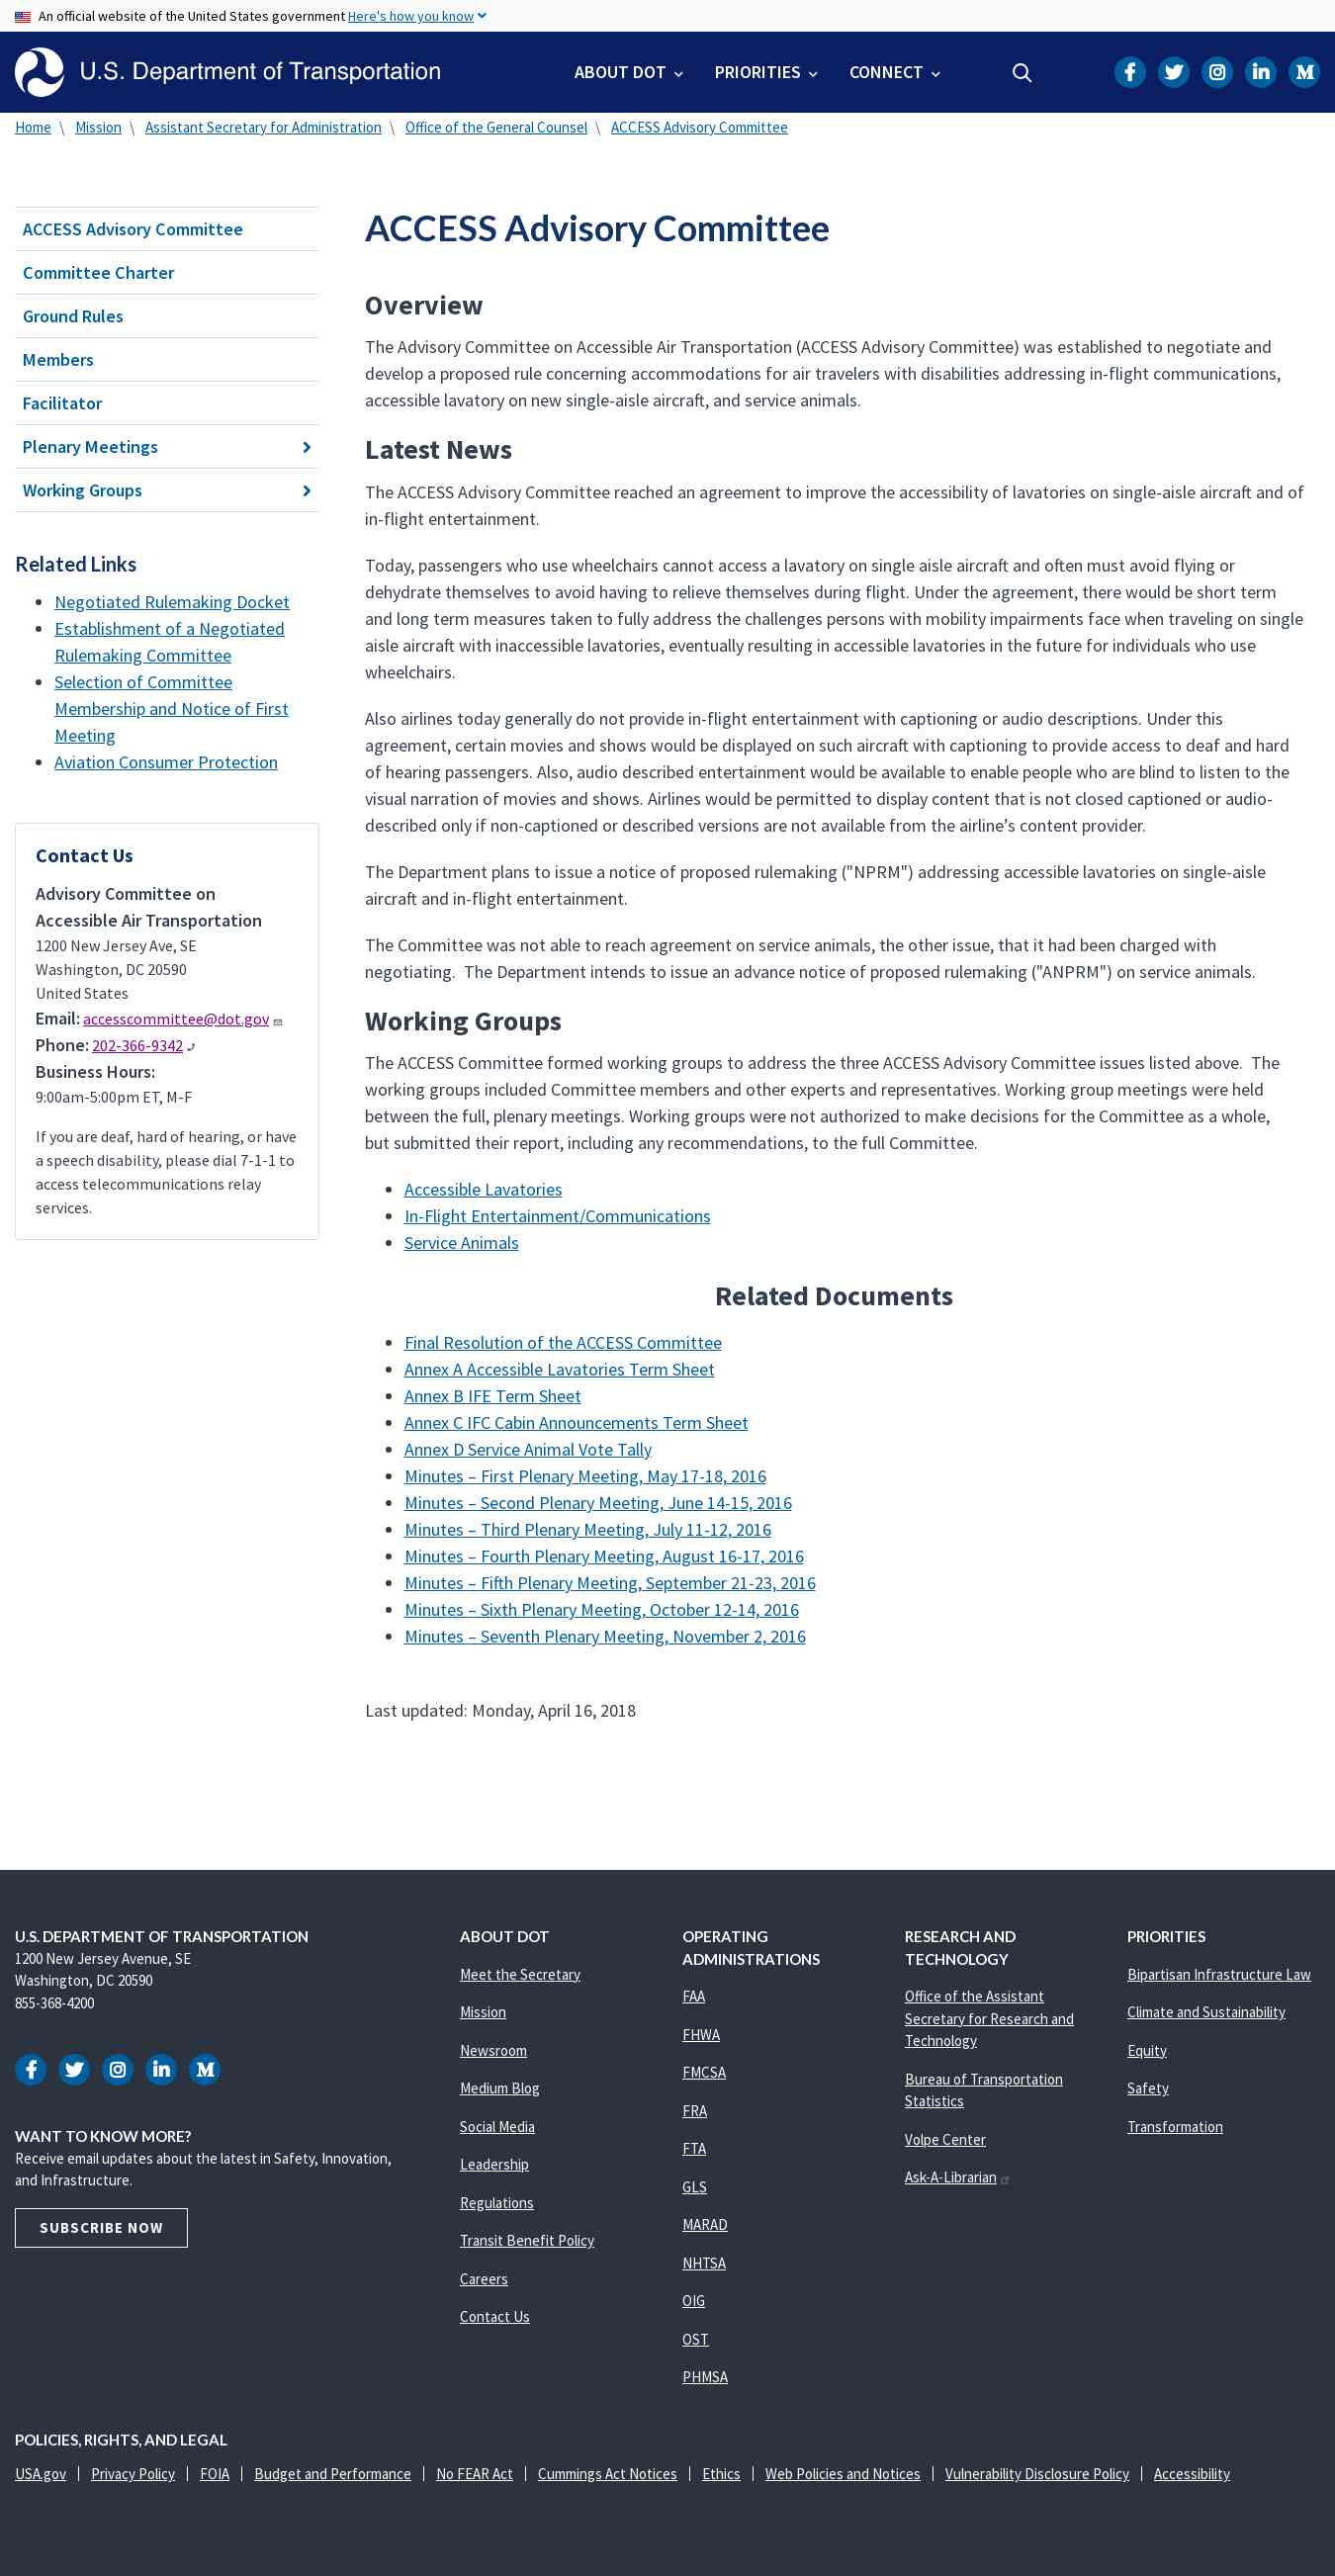 An official website of the United States government Here's how you know
U.S. Department of Transportation
ABOUT DOT
PRIORITIES
CONNECT
Home \ Mission \ Assistant Secretary for Administration \ Office of the General Counsel \ ACCESS Advisory Committee
ACCESS Advisory Committee
Committee Charter
Ground Rules
Members
Facilitator
Plenary Meetings
Working Groups
Related Links
Negotiated Rulemaking Docket
Establishment of a Negotiated
Rulemaking Committee
Selection of Committee
Membership and Notice of First
Meeting
Aviation Consumer Protection
Contact Us
Advisory Committee on
Accessible Air Transportation
1200 New Jersey Ave, SE
Washington, DC 20590
United States
Email: accesscommittee@dot.gov
Phone: 202-366-9342
Business Hours:
9:00am-5:00pm ET, M-F
If you are deaf, hard of hearing, or have
a speech disability, please dial 7-1-1 to
access telecommunications relay
services.
ACCESS Advisory Committee
Overview
The Advisory Committee on Accessible Air Transportation (ACCESS Advisory Committee) was established to negotiate and
develop a proposed rule concerning accommodations for air travelers with disabilities addressing in-flight communications,
accessible lavatory on new single-aisle aircraft, and service animals.
Latest News
The ACCESS Advisory Committee reached an agreement to improve the accessibility of lavatories on single-aisle aircraft and of
in-flight entertainment.
Today, passengers who use wheelchairs cannot access a lavatory on single aisle aircraft and often must avoid flying or
dehydrate themselves to avoid having to relieve themselves during flight. Under the agreement, there would be short term
and long term measures taken to fully address the challenges persons with mobility impairments face when traveling on single
aisle aircraft with inaccessible lavatories, eventually resulting in accessible lavatories in the future for individuals who use
wheelchairs.
Also airlines today generally do not provide in-flight entertainment with captioning or audio descriptions. Under this
agreement, certain movies and shows would be displayed on such aircraft with captioning to provide access to deaf and hard
of hearing passengers. Also, audio described entertainment would be available to enable people who are blind to listen to the
visual narration of movies and shows. Airlines would be permitted to display content that is not closed captioned or audio-
described only if non-captioned or described versions are not available from the airline’s content provider.
The Department plans to issue a notice of proposed rulemaking ("NPRM") addressing accessible lavatories on single-aisle
aircraft and in-flight entertainment.
The Committee was not able to reach agreement on service animals, the other issue, that it had been charged with
negotiating.  The Department intends to issue an advance notice of proposed rulemaking ("ANPRM") on service animals.
Working Groups
The ACCESS Committee formed working groups to address the three ACCESS Advisory Committee issues listed above.  The
working groups included Committee members and other experts and representatives. Working group meetings were held
between the full, plenary meetings. Working groups were not authorized to make decisions for the Committee as a whole,
but submitted their report, including any recommendations, to the full Committee.
Accessible Lavatories
In-Flight Entertainment/Communications
Service Animals
Related Documents
Final Resolution of the ACCESS Committee
Annex A Accessible Lavatories Term Sheet
Annex B IFE Term Sheet
Annex C IFC Cabin Announcements Term Sheet
Annex D Service Animal Vote Tally
Minutes – First Plenary Meeting, May 17-18, 2016
Minutes – Second Plenary Meeting, June 14-15, 2016
Minutes – Third Plenary Meeting, July 11-12, 2016
Minutes – Fourth Plenary Meeting, August 16-17, 2016
Minutes – Fifth Plenary Meeting, September 21-23, 2016
Minutes – Sixth Plenary Meeting, October 12-14, 2016
Minutes – Seventh Plenary Meeting, November 2, 2016
Last updated: Monday, April 16, 2018
U.S. DEPARTMENT OF TRANSPORTATION
1200 New Jersey Avenue, SE
Washington, DC 20590
855-368-4200
WANT TO KNOW MORE?
Receive email updates about the latest in Safety, Innovation,
and Infrastructure.
SUBSCRIBE NOW
ABOUT DOT
Meet the Secretary
Mission
Newsroom
Medium Blog
Social Media
Leadership
Regulations
Transit Benefit Policy
Careers
Contact Us
OPERATING
ADMINISTRATIONS
FAA
FHWA
FMCSA
FRA
FTA
GLS
MARAD
NHTSA
OIG
OST
PHMSA
RESEARCH AND
TECHNOLOGY
Office of the Assistant
Secretary for Research and
Technology
Bureau of Transportation
Statistics
Volpe Center
Ask-A-Librarian
PRIORITIES
Bipartisan Infrastructure Law
Climate and Sustainability
Equity
Safety
Transformation
POLICIES, RIGHTS, AND LEGAL
USA.gov | Privacy Policy | FOIA | Budget and Performance | No FEAR Act | Cummings Act Notices | Ethics | Web Policies and Notices | Vulnerability Disclosure Policy | Accessibility